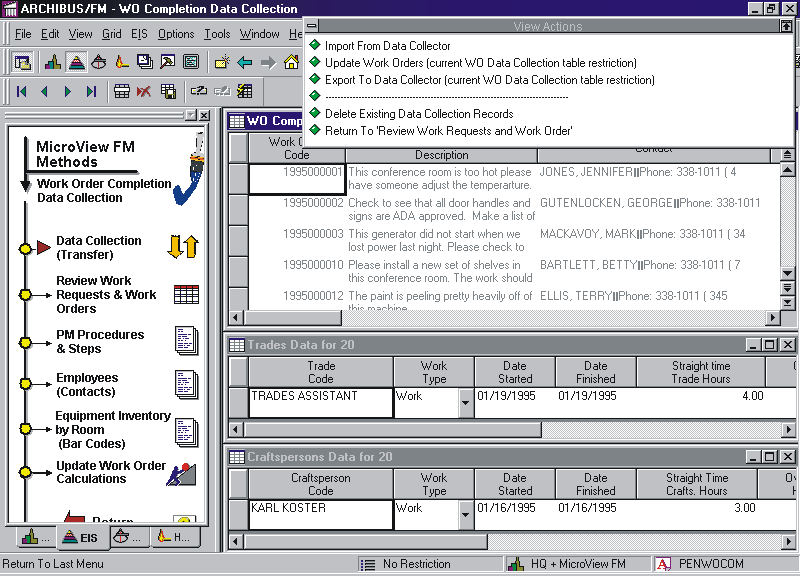 ARCHIBUS/FM - WO Completion Data Collection
File Edit View Grid EIS Options Tools Window He
View Actions
Import From Data Collector
Update Work Orders (current WO Data Collection table restriction)
Export To Data Collector (current WO Data Collection table restriction)
Delete Existing Data Collection Records
Return To 'Review Work Requests and Work Order'
MicroView FM
Methods
Work Order Completion
Data Collection
Data Collection
(Transfer)
Review Work
Requests & Work
Orders
PM Procedures
& Steps
Employees
(Contacts)
Equipment Inventory
by Room
(Bar Codes)
Update Work Order
Calculations
Return
... EIS ... H...
WO Comp
Work O
Code Description Contact
1995000001 This conference room is too hot please JONES, JENNIFER||Phone: 338-1011 ( 4
have someone adjust the temperarture.
1995000002 Check to see that all door handles and GUTENLOCKEN, GEORGE||Phone: 338-1011
signs are ADA approved. Make a list of
1995000003 This generator did not start when we MACKAVOY, MARK||Phone: 338-1011 ( 34
lost power last night. Please check to
1995000010 Please install a new set of shelves in BARTLETT, BETTY||Phone: 338-1011 ( 7
this conference room. The work should
1995000012 The paint is peeling pretty heavily off of ELLIS, TERRY||Phone: 338-1011 ( 345
this machine.
Trades Data for 20
Trade Work Date Date Straight time
Code Type Started Finished Trade Hours
TRADES ASSISTANT Work 01/19/1995 01/19/1995 4.00
Craftspersons Data for 20
Craftsperson Work Date Date Straight Time
Code Type Started Finished Crafts. Hours
KARL KOSTER Work 01/16/1995 01/16/1995 3.00
Return To Last Menu No Restriction HQ + MicroView FM PENWOCOM